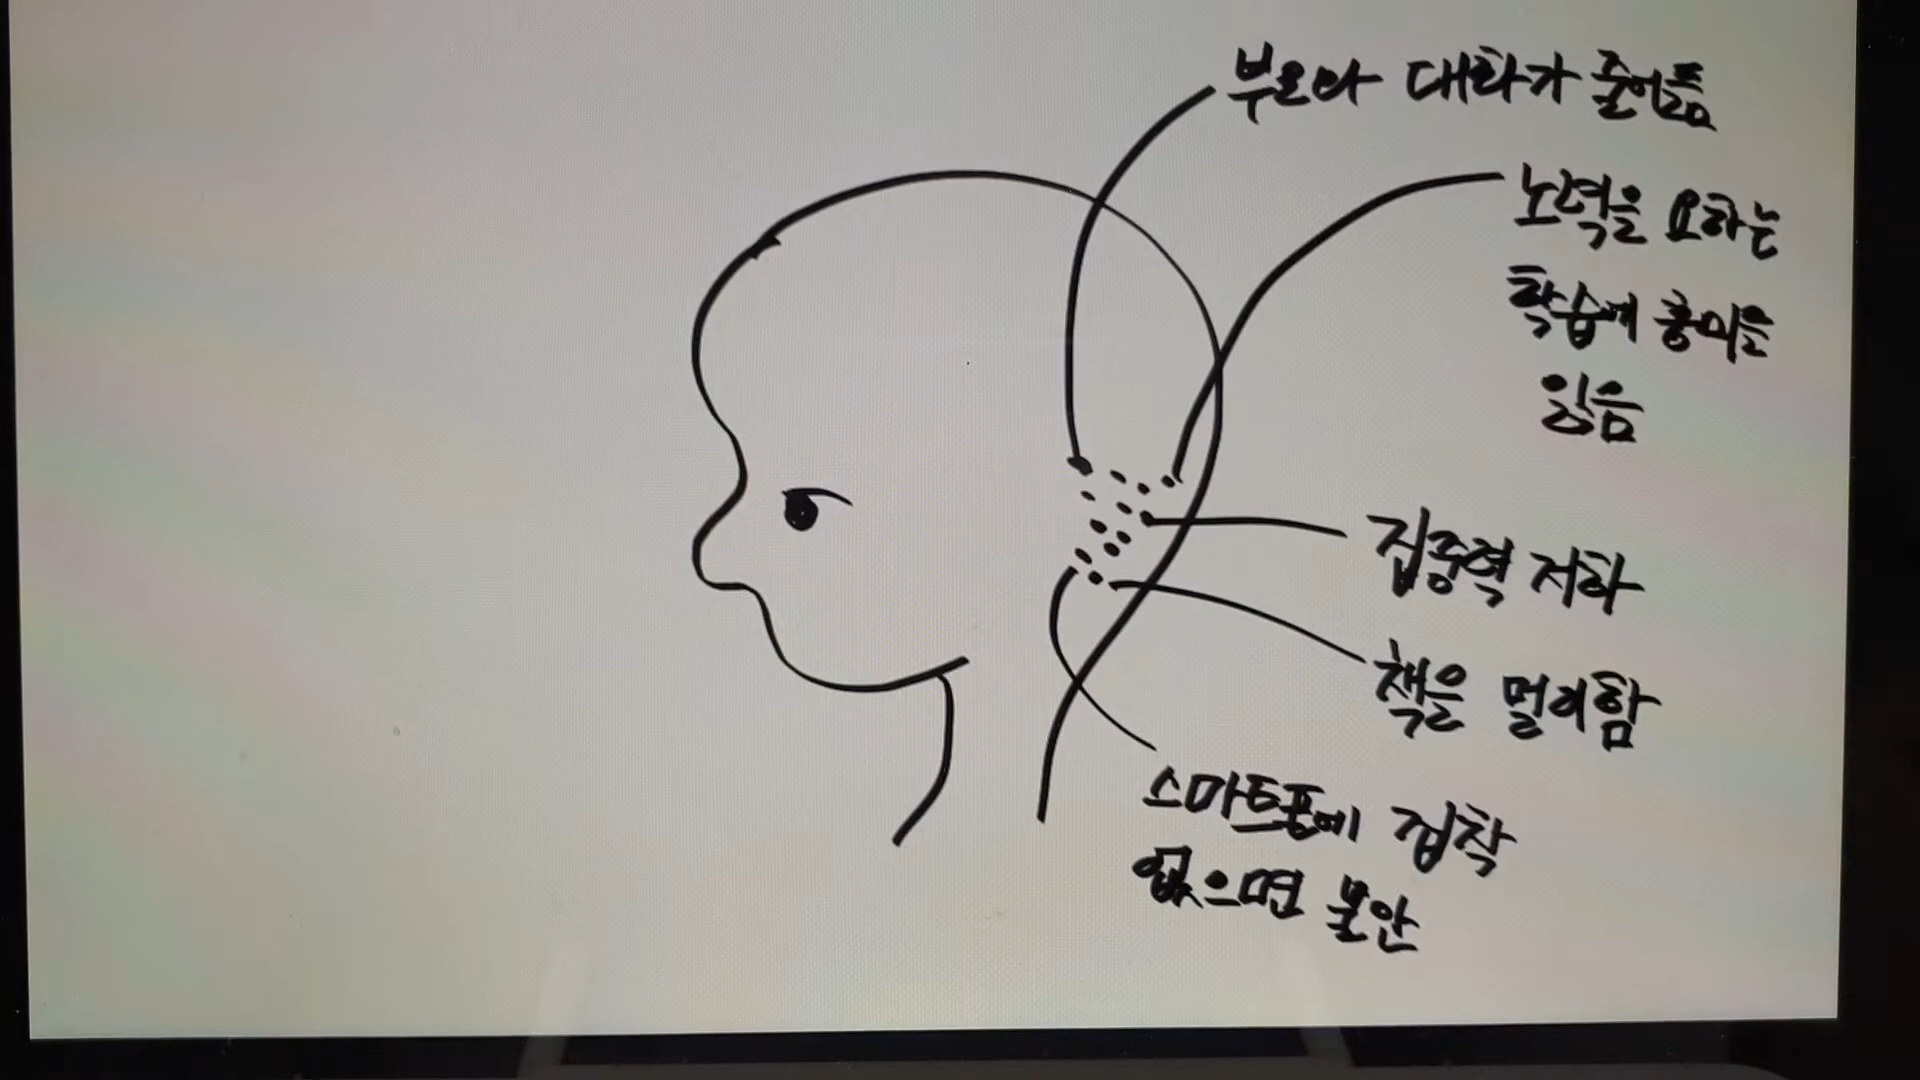 부모와 대화가 줄어듦
노력을 요하는
학습에 흥미를
잃음
집중력 저하
책을 멀리함
스마트폰에 집착
없으면 불안